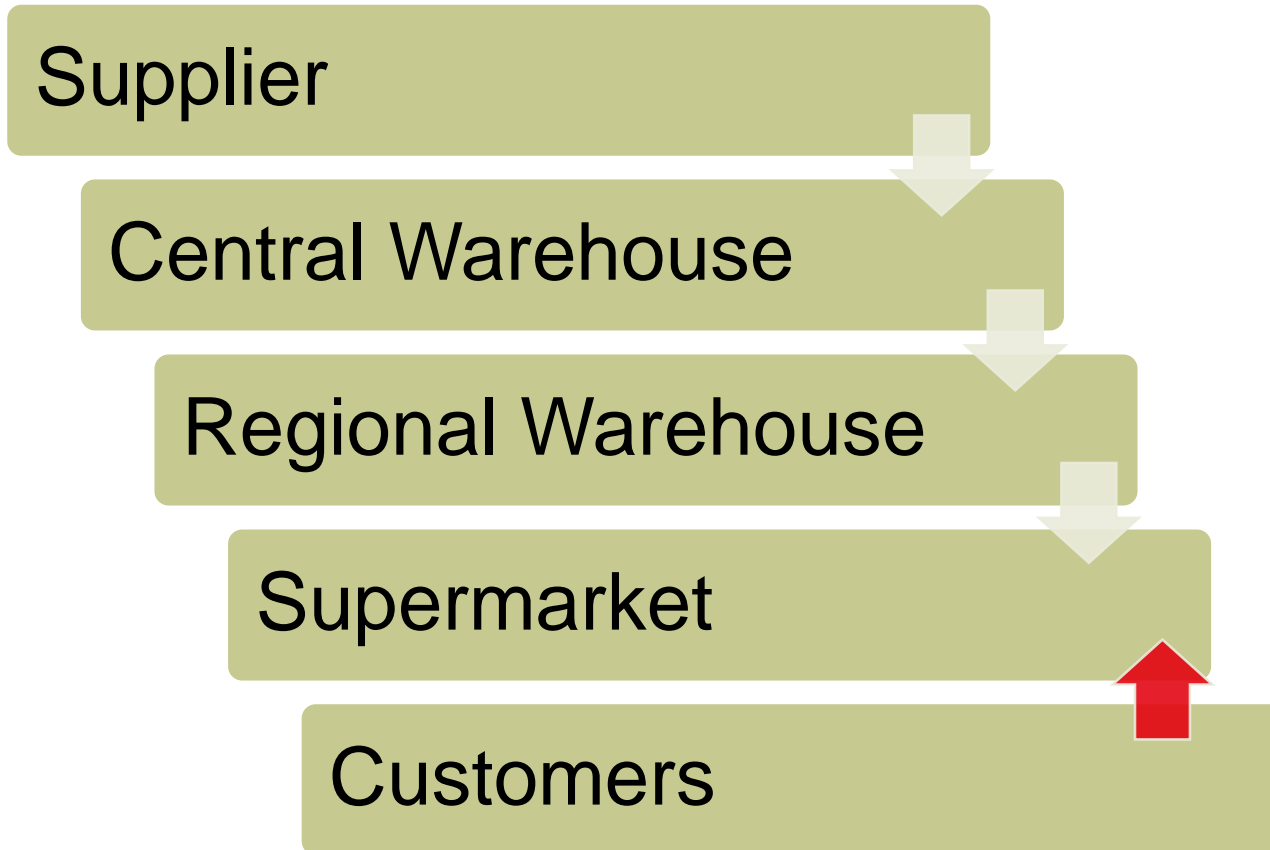 Supplier
Central Warehouse
Regional Warehouse
Supermarket
Customers